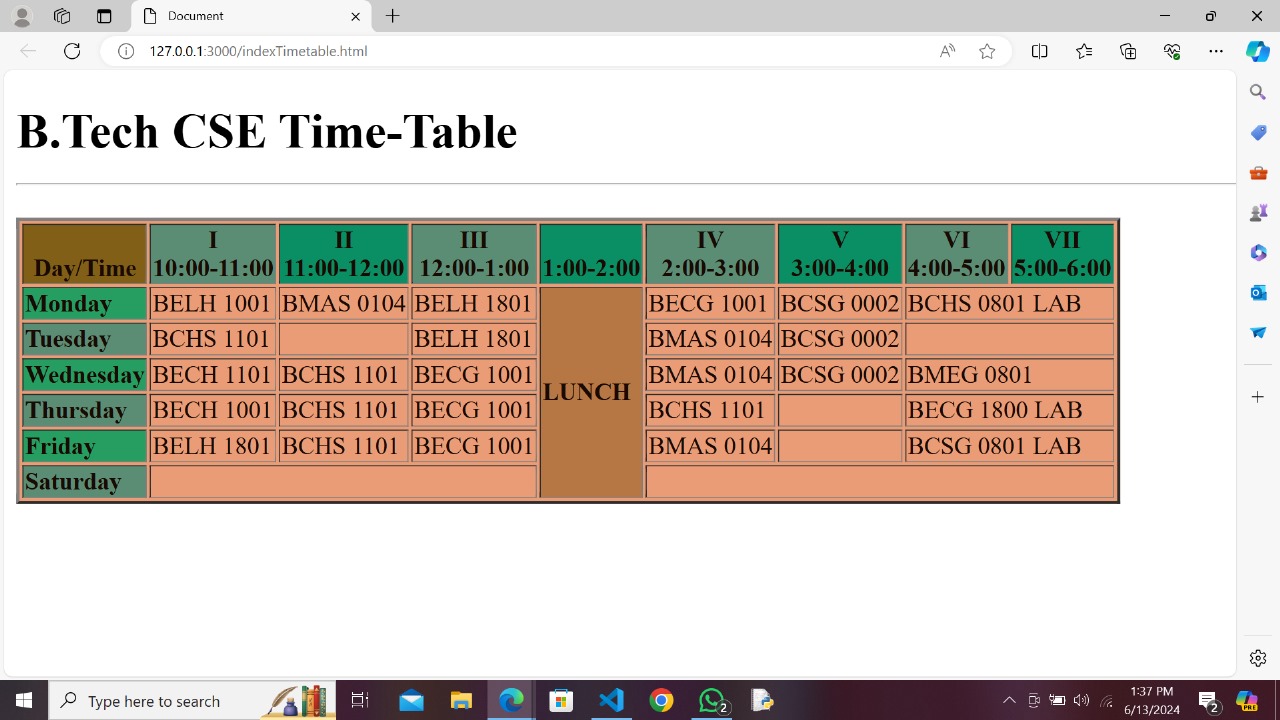 Document
127.0.0.1:3000/indexTimetable.html
B.Tech CSE Time-Table
Day/Time I 10:00-11:00 II 11:00-12:00 III 12:00-1:00 1:00-2:00 IV 2:00-3:00 V 3:00-4:00 VI 4:00-5:00 VII 5:00-6:00
Monday BELH 1001 BMAS 0104 BELH 1801 LUNCH BECG 1001 BCSG 0002 BCHS 0801 LAB
Tuesday BCHS 1101 BELH 1801 BMAS 0104 BCSG 0002
Wednesday BECH 1101 BCHS 1101 BECG 1001 BMAS 0104 BCSG 0002 BMEG 0801
Thursday BECH 1001 BCHS 1101 BECG 1001 BCHS 1101 BECG 1800 LAB
Friday BELH 1801 BCHS 1101 BECG 1001 BMAS 0104 BCSG 0801 LAB
Saturday
Type here to search
2
1:37 PM
6/13/2024
2
PRE